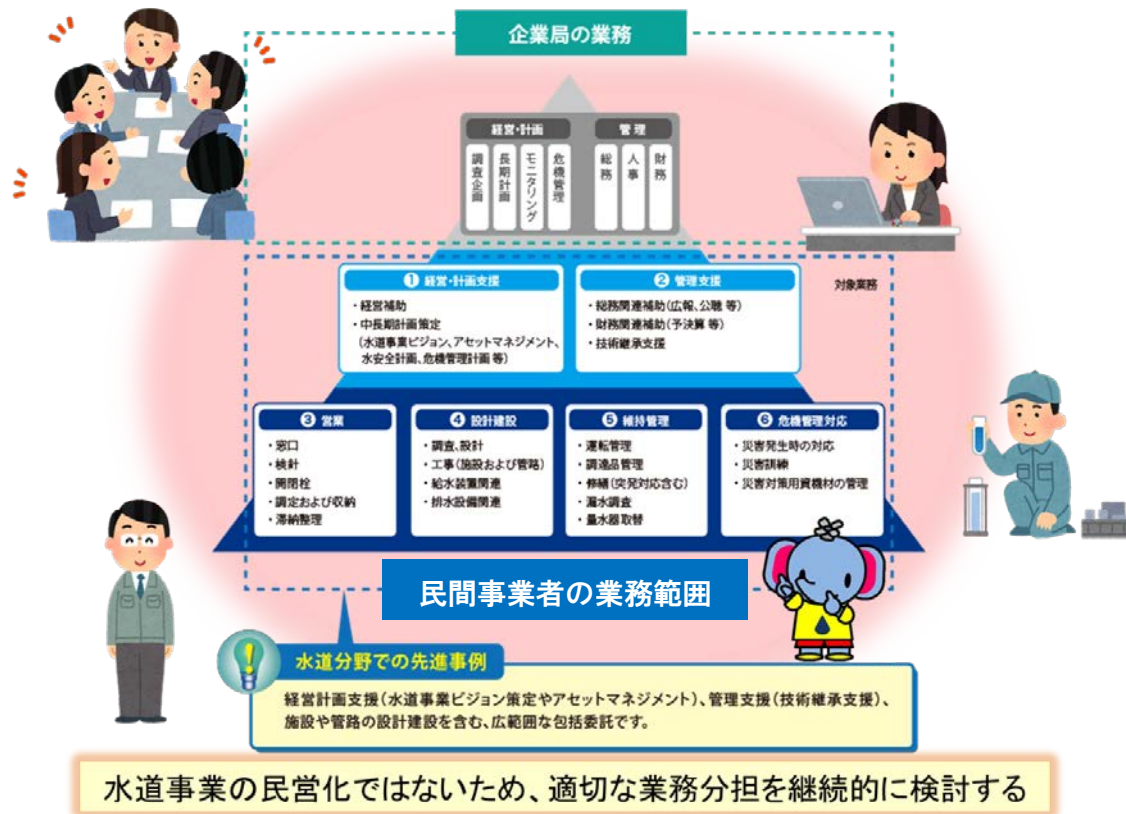 企業局の業務
経営・計画
管理
調査企画
長期計画
モニタリング
危機管理
総務
人事
財務
対象業務
① 経営・計画支援
・経営補助
・中長期計画策定
(水道事業ビジョン、アセットマネジメント、
水安全計画、危機管理計画 等)
② 管理支援
・総務関連補助(広報、公聴 等)
・財務関連補助(予決算 等)
・技術継承支援
③ 営業
・窓口
・検針
・開閉栓
・調定および収納
・滞納整理
④ 設計建設
・調査、設計
・工事(施設および管路)
・給水装置関連
・排水設備関連
⑤ 維持管理
・運転管理
・調達品管理
・修繕(突発対応含む)
・漏水調査
・量水器取替
⑥ 危機管理対応
・災害発生時の対応
・災害訓練
・災害対策用資機材の管理
民間事業者の業務範囲
水道分野での先進事例
経営計画支援(水道事業ビジョン策定やアセットマネジメント)、管理支援(技術継承支援)、
施設や管路の設計建設を含む、広範囲な包括委託です。
水道事業の民営化ではないため、適切な業務分担を継続的に検討する